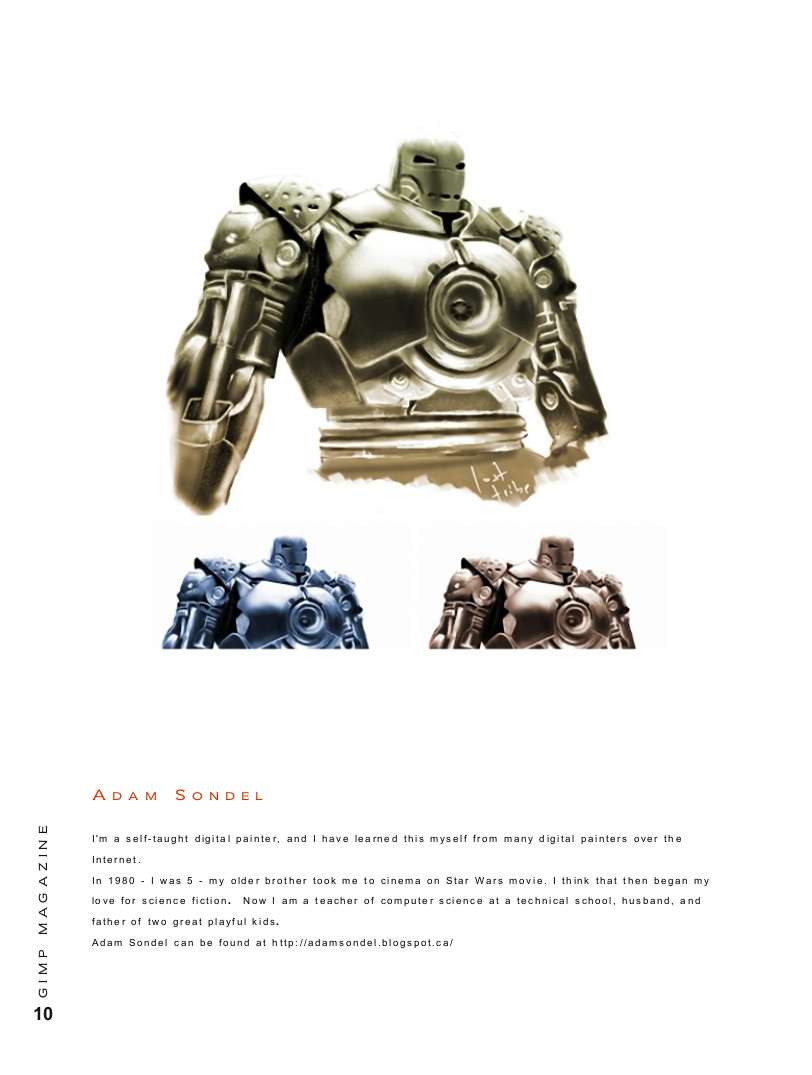 lost
tribe
ADAM SONDEL
I'm a self-taught digital painter, and I have learned this myself from many digital painters over the
Internet.
In 1980 - I was 5 - my older brother took me to cinema on Star Wars movie. I think that then began my
love for science fiction.  Now I am a teacher of computer science at a technical school, husband, and
father of two great playful kids.
Adam Sondel can be found at http://adamsondel.blogspot.ca/
GIMP MAGAZINE
10